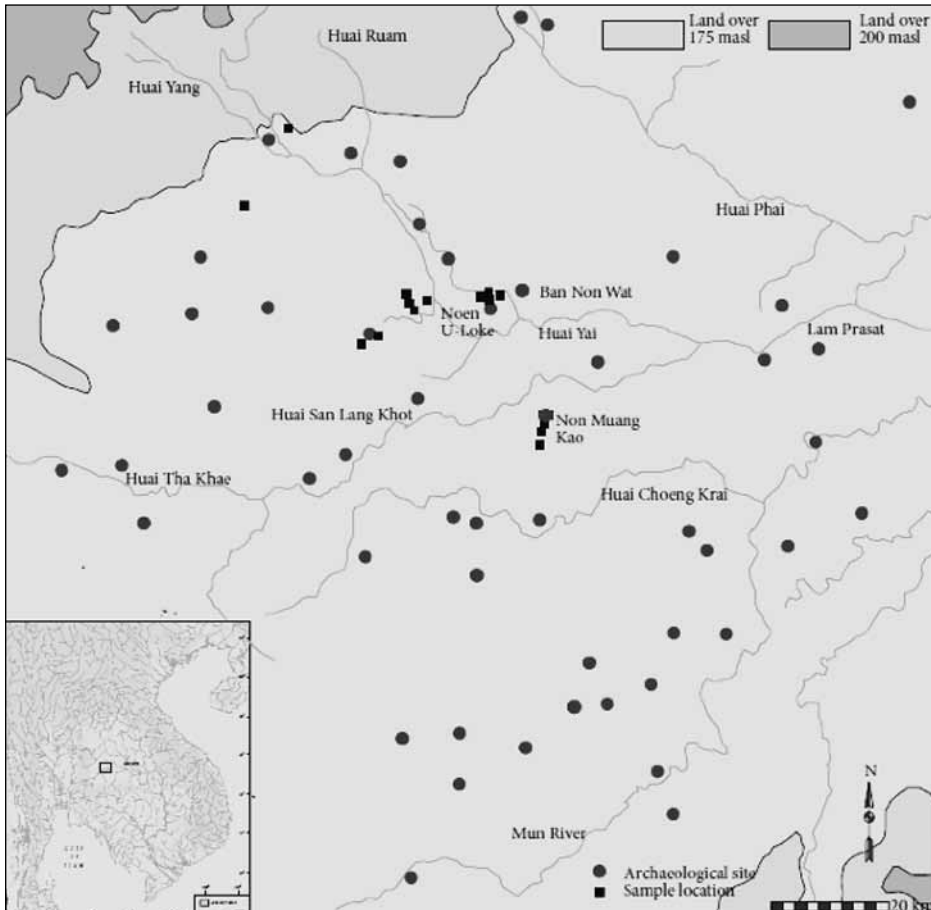 Land over
175 masl
Land over
200 masl
Huai Ruam
Huai Yang
Huai Phai
Ban Non Wat
Noen
U-Loke
Huai Yai
Lam Prasat
Huai San Lang Khot
Non Muang
Kao
Huai Tha Khae
Huai Choeng Krai
Mun River
N
Archaeological site
Sample location
20 km